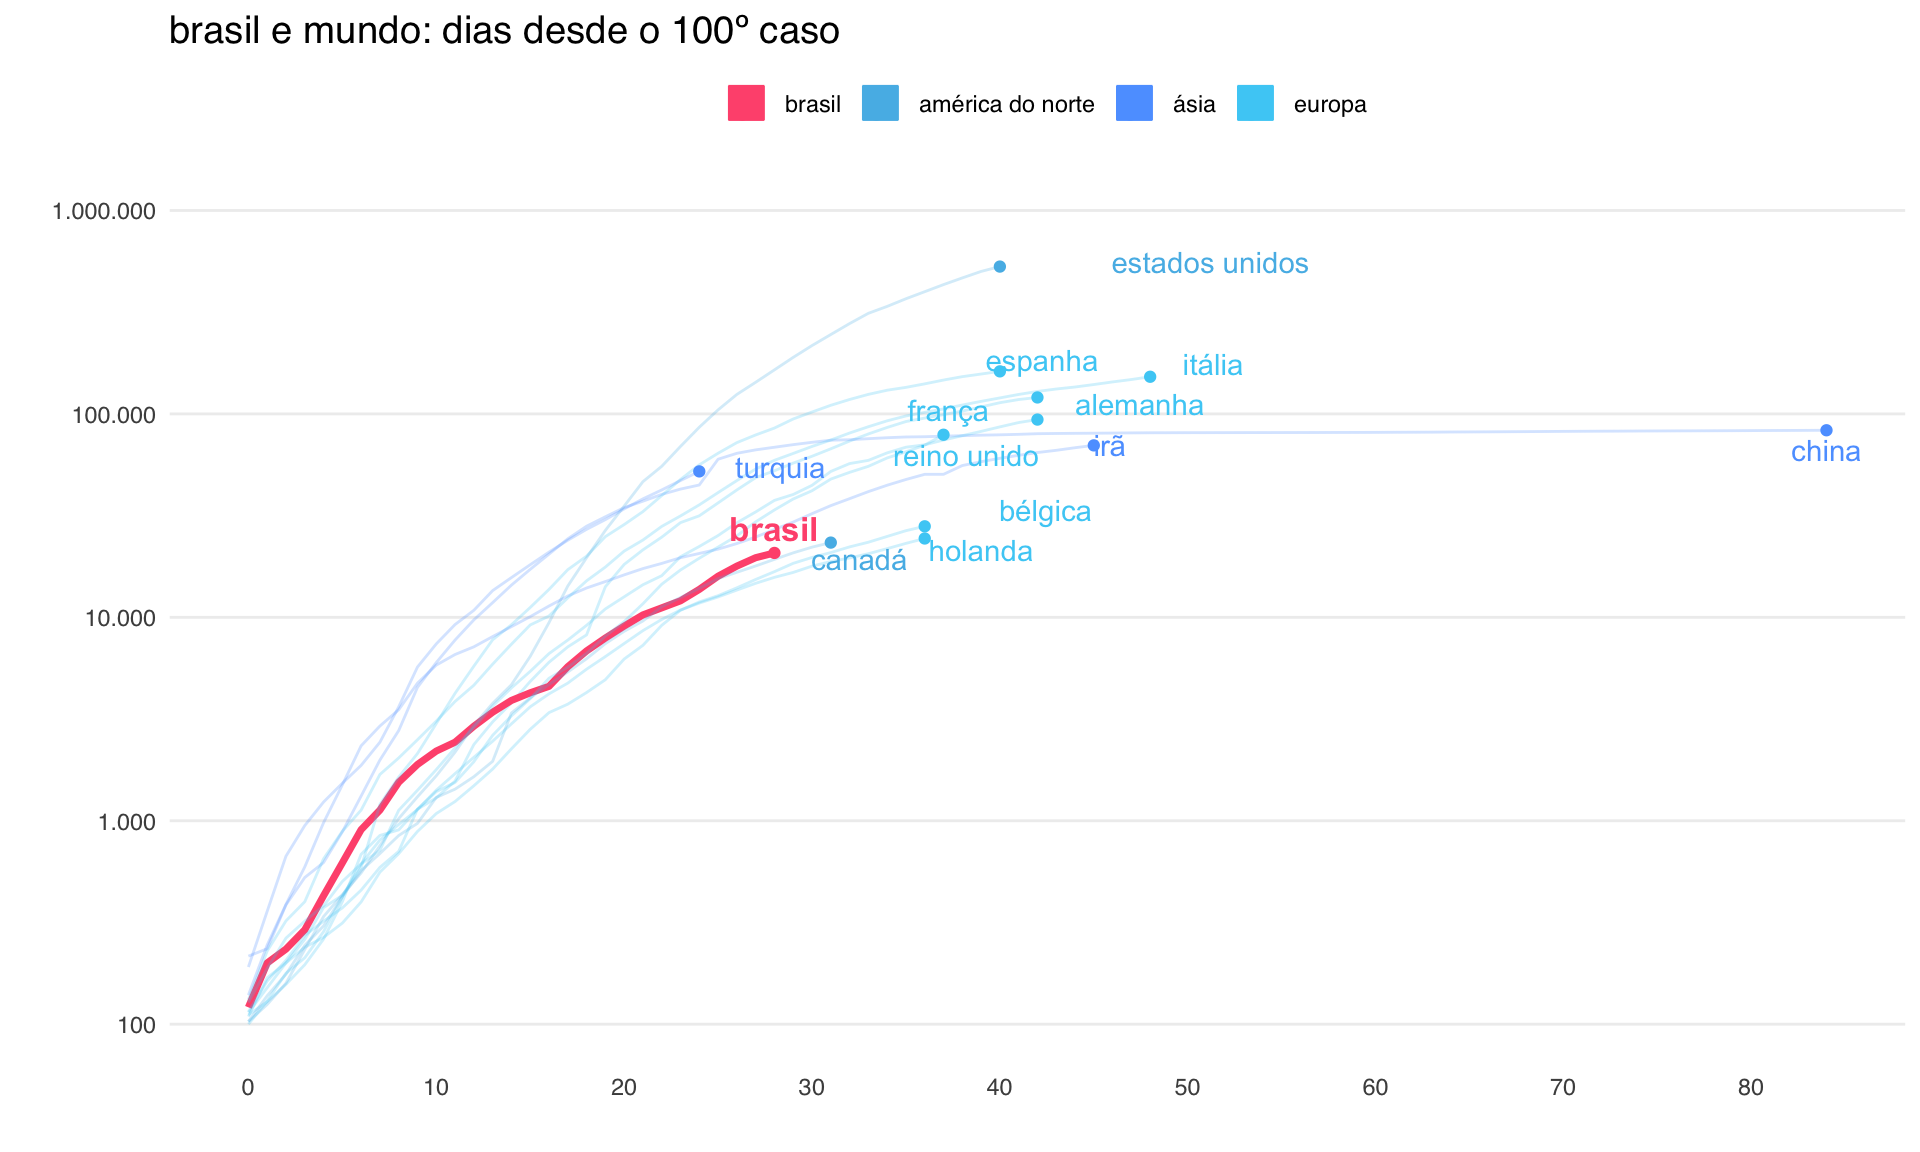 brasil e mundo: dias desde o 100º caso
brasil
américa do norte
ásia
europa
1.000.000
100.000
10.000
1.000
100
estados unidos
espanha
itália
frança
alemanha
irã
china
reino unido
turquia
bélgica
brasil
holanda
canadá
0 10 20 30 40 50 60 70 80